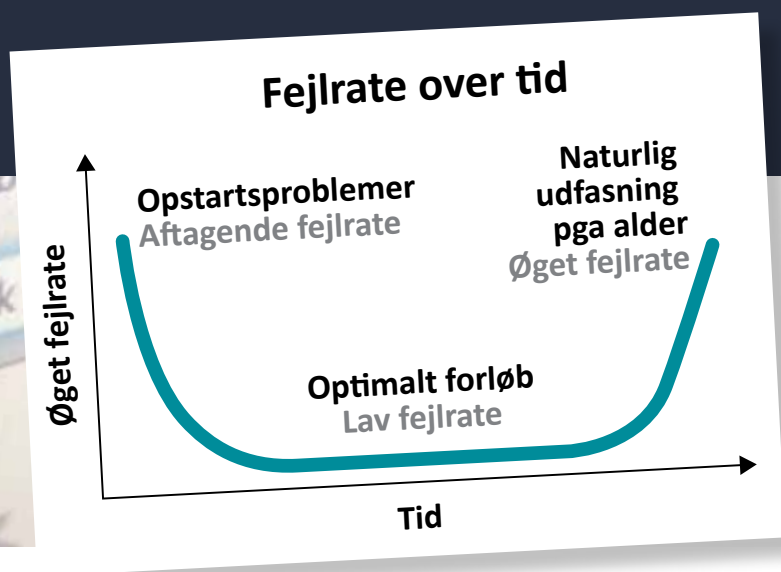 Fejlrate over tid
Opstartsproblemer
Aftagende fejlrate
Naturlig
udfasning
pga alder
Øget fejlrate
Øget fejlrate
Optimalt forløb
Lav fejlrate
Tid